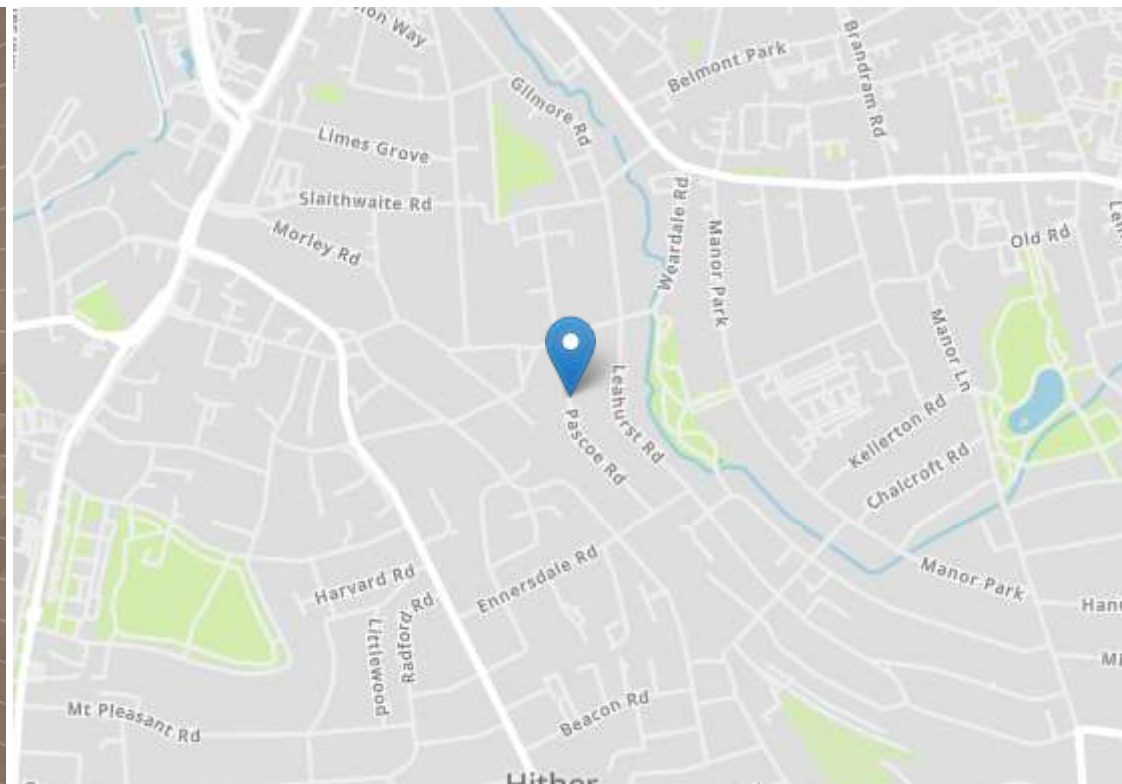 Belmont Park
Brandram Rd
Gilmore Rd
Limes Grove
Slaithwaite Rd
Morley Rd
Weardale Rd
Manor Park
Old Rd
Manor Ln
Leahurst Rd
Pascoe Rd
Kellerton Rd
Chalcroft Rd
Ennersdale Rd
Manor Park
Harvard Rd
Radford Rd
Littlewood
Beacon Rd
Mt Pleasant Rd
Hither